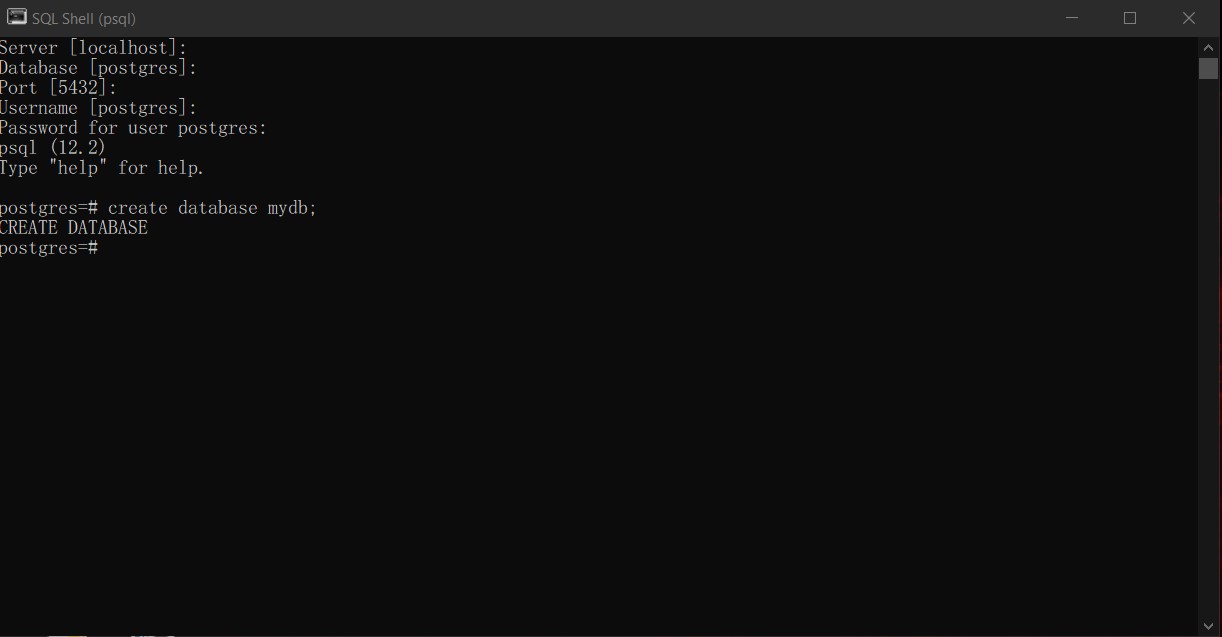 SQL Shell (psql)
Server [localhost]:
Database [postgres]:
Port [5432]:
Username [postgres]:
Password for user postgres:
psql (12.2)
Type "help" for help.
postgres=# create database mydb;
CREATE DATABASE
postgres=#